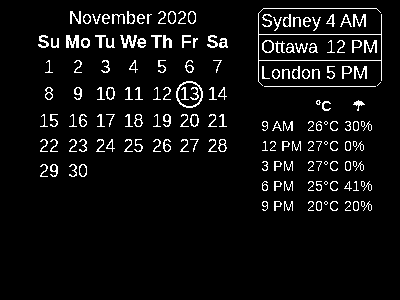 November 2020
Su Mo Tu We Th Fr Sa
1 2 3 4 5 6 7
8 9 10 11 12 13 14
15 16 17 18 19 20 21
22 23 24 25 26 27 28
29 30
Sydney 4 AM
Ottawa 12 PM
London 5 PM
°C ☂
9 AM 26°C 30%
12 PM 27°C 0%
3 PM 27°C 0%
6 PM 25°C 41%
9 PM 20°C 20%